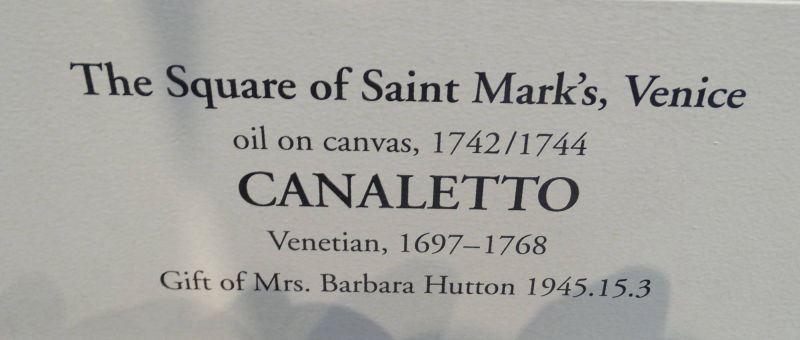 The Square of Saint Mark's, Venice
oil on canvas, 1742/1744
CANALETTO
Venetian, 1697–1768
Gift of Mrs. Barbara Hutton 1945.15.3